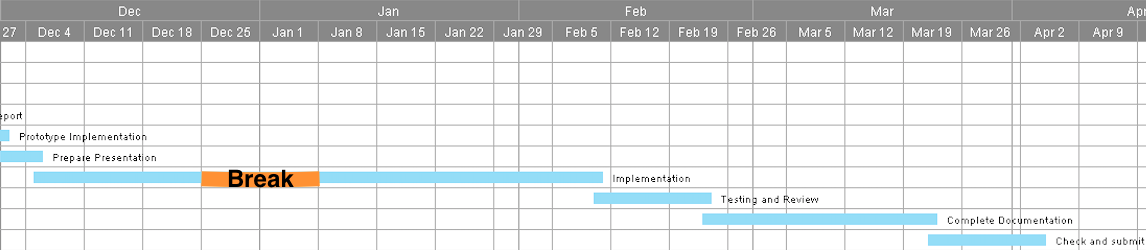 Dec Jan Feb Mar Apr
27 Dec 4 Dec 11 Dec 18 Dec 25 Jan 1 Jan 8 Jan 15 Jan 22 Jan 29 Feb 5 Feb 12 Feb 19 Feb 26 Mar 5 Mar 12 Mar 19 Mar 26 Apr 2 Apr 9
eport
Prototype Implementation
Prepare Presentation
Break Implementation
Testing and Review
Complete Documentation
Check and submit